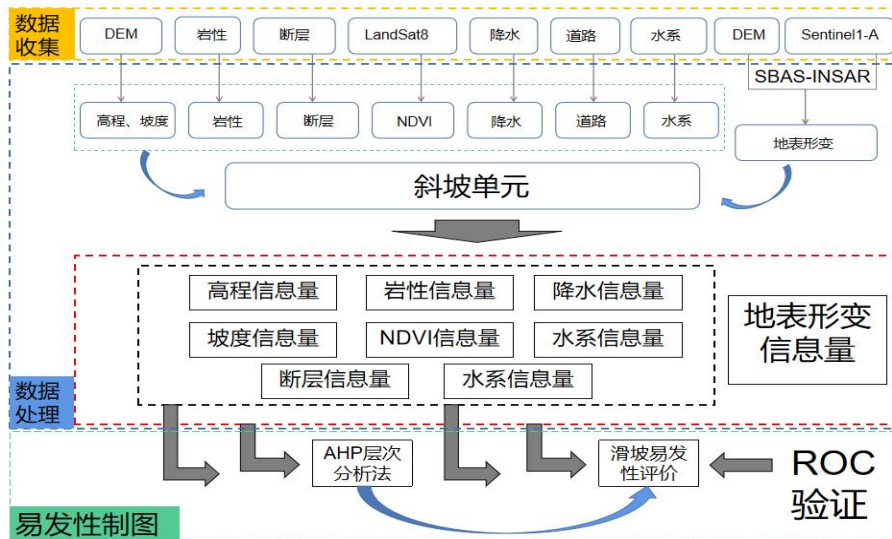 数据
收集
DEM
岩性
断层
LandSat8
降水
道路
水系
DEM
Sentinel1-A
SBAS-INSAR
高程、坡度
岩性
断层
NDVI
降水
道路
水系
地表形变
斜坡单元
高程信息量
岩性信息量
降水信息量
坡度信息量
NDVI信息量
水系信息量
断层信息量
水系信息量
地表形变
信息量
数据
处理
AHP层次
分析法
滑坡易发
性评价
ROC
验证
易发性制图